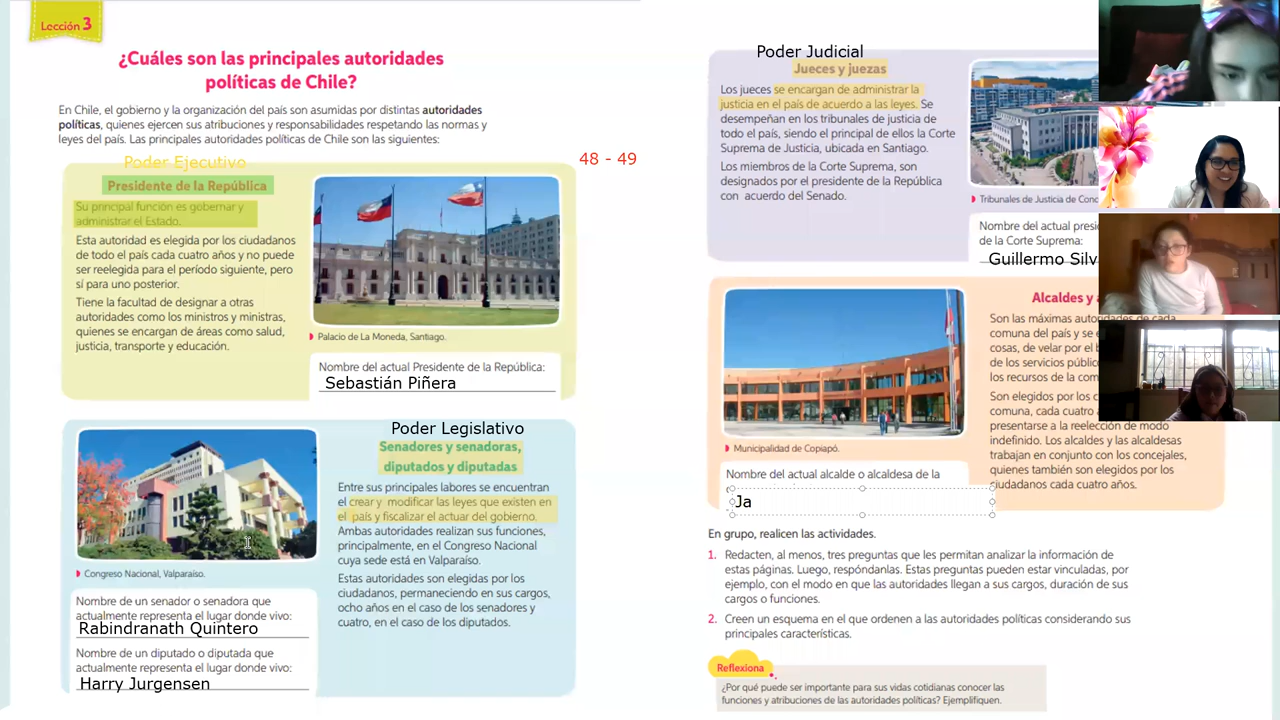 Lección 3
¿Cuáles son las principales autoridades
políticas de Chile?
En Chile, el gobierno y la organización del país son asumidos por distintas autoridades
políticas, quienes ejercen sus atribuciones y responsabilidades respetando las normas y
leyes del país. Las principales autoridades políticas de Chile son las siguientes:
48 - 49
Poder Ejecutivo
Presidente de la República
Su principal función es gobernar y
administrar el Estado.
Esta autoridad es elegida por los ciudadanos
de todo el país cada cuatro años y no puede
ser reelegida para el período siguiente, pero
sí para uno posterior.
Tiene la facultad de designar a otras
autoridades como los ministros y ministras,
quienes se encargan de áreas como salud,
justicia, transporte y educación.
Palacio de La Moneda, Santiago.
Nombre del actual Presidente de la República:
Sebastián Piñera
Poder Legislativo
Senadores y senadoras,
diputados y diputadas
Entre sus principales labores se encuentran
el crear y modificar las leyes que existen en
el país y fiscalizar el actuar del gobierno.
Ambas autoridades realizan sus funciones,
principalmente, en el Congreso Nacional
cuya sede está en Valparaíso.
Estas autoridades son elegidas por los
ciudadanos, permaneciendo en sus cargos,
ocho años en el caso de los senadores y
cuatro, en el caso de los diputados.
Congreso Nacional, Valparaíso.
Nombre de un senador o senadora que
actualmente representa el lugar donde vivo:
Rabindranath Quintero
Nombre de un diputado o diputada que
actualmente representa el lugar donde vivo:
Harry Jurgensen
Poder Judicial
Jueces y juezas
Los jueces se encargan de administrar la
justicia en el país de acuerdo a las leyes. Se
desempeñan en los tribunales de justicia de
todo el país, siendo el principal de ellos la Corte
Suprema de Justicia, ubicada en Santiago.
Los miembros de la Corte Suprema, son
designados por el presidente de la República
con acuerdo del Senado.
Tribunales de Justicia de Conc
Nombre del actual presi
de la Corte Suprema:
Guillermo Silv
Alcaldes y a
Son las máximas autoridades de cada
comuna del país y se e
cosas, de velar por el b
de los servicios públic
los recursos de la com
Son elegidos por los c
comuna, cada cuatro a
presentarse a la reelección de modo
indefinido. Los alcaldes y las alcaldesas
trabajan en conjunto con los concejales,
quienes también son elegidos por los
ciudadanos cada cuatro años.
Municipalidad de Copiapó.
Nombre del actual alcalde o alcaldesa de la
Ja
En grupo, realicen las actividades.
1. Redacten, al menos, tres preguntas que les permitan analizar la información de
estas páginas. Luego, respóndanlas. Estas preguntas pueden estar vinculadas, por
ejemplo, con el modo en que las autoridades llegan a sus cargos, duración de sus
cargos o funciones.
2. Creen un esquema en el que ordenen a las autoridades políticas considerando sus
principales características.
Reflexiona
¿Por qué puede ser importante para sus vidas cotidianas conocer las
funciones y atribuciones de las autoridades políticas? Ejemplifiquen.